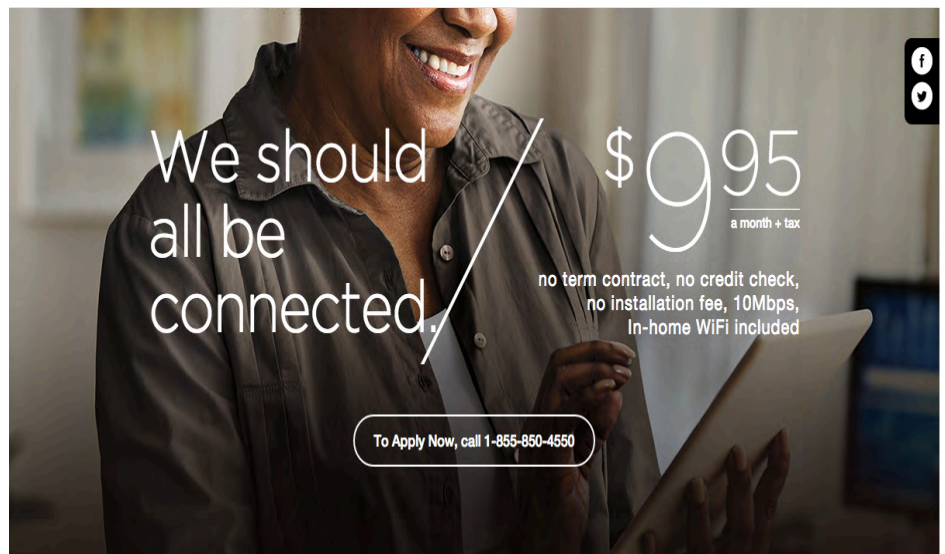 We should
all be
connected.
$9.95
a month + tax
no term contract, no credit check,
no installation fee, 10Mbps,
In-home WiFi included
To Apply Now, call 1-855-850-4550